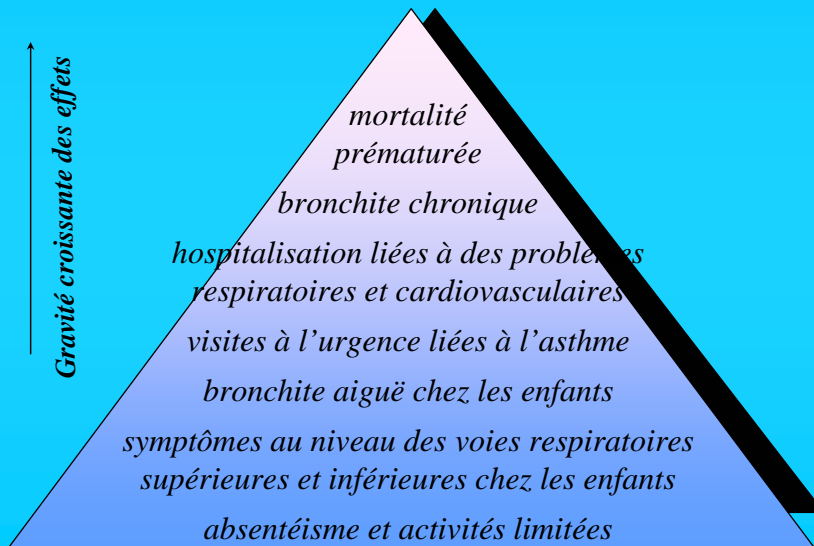 Gravité croissante des effets
mortalité
prématurée
bronchite chronique
hospitalisation liées à des problèmes
respiratoires et cardiovasculaires
visites à l’urgence liées à l’asthme
bronchite aiguë chez les enfants
symptômes au niveau des voies respiratoires
supérieures et inférieures chez les enfants
absentéisme et activités limitées